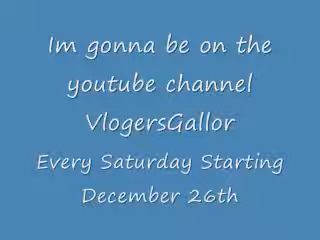 Im gonna be on the
youtube channel
VlogersGallor
Every Saturday Starting
December 26th